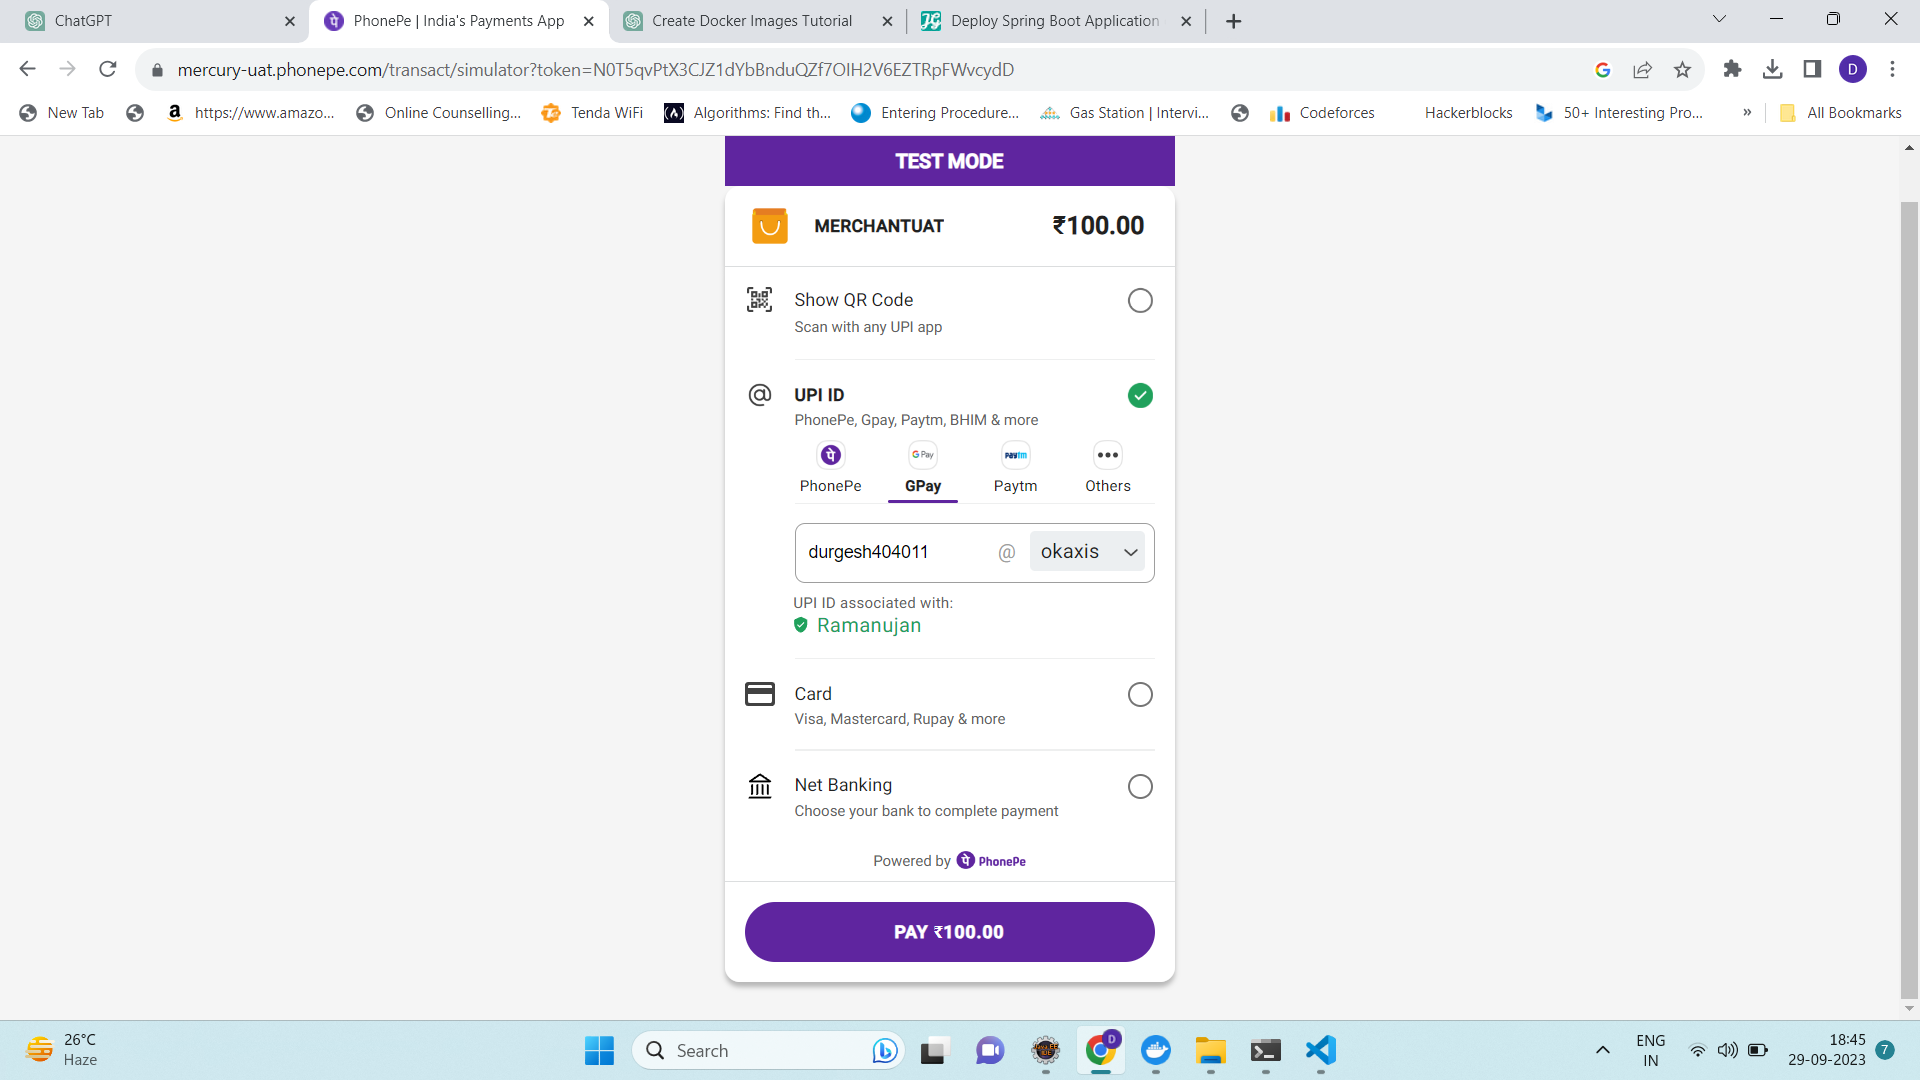 ChatGPT
PhonePe | India's Payments App
Create Docker Images Tutorial
Deploy Spring Boot Application
mercury-uat.phonepe.com/transact/simulator?token=N0T5qvPtX3CJZ1dYbBnduQZf7OIH2V6EZTRpFWvcydD
D
New Tab
https://www.amazo...
Online Counselling...
Tenda WiFi
Algorithms: Find th...
Entering Procedure...
Gas Station | Intervi...
Codeforces
Hackerblocks
50+ Interesting Pro...
»
All Bookmarks
TEST MODE
MERCHANTUAT
₹100.00
Show QR Code
Scan with any UPI app
@
UPI ID
PhonePe, Gpay, Paytm, BHIM & more
पे
G Pay
paytm
PhonePe
GPay
Paytm
Others
durgesh404011 @ okaxis
UPI ID associated with:
Ramanujan
Card
Visa, Mastercard, Rupay & more
Net Banking
Choose your bank to complete payment
Powered by पे PhonePe
PAY ₹100.00
26°C
Haze
Search
D
ENG
IN
18:45
29-09-2023
7